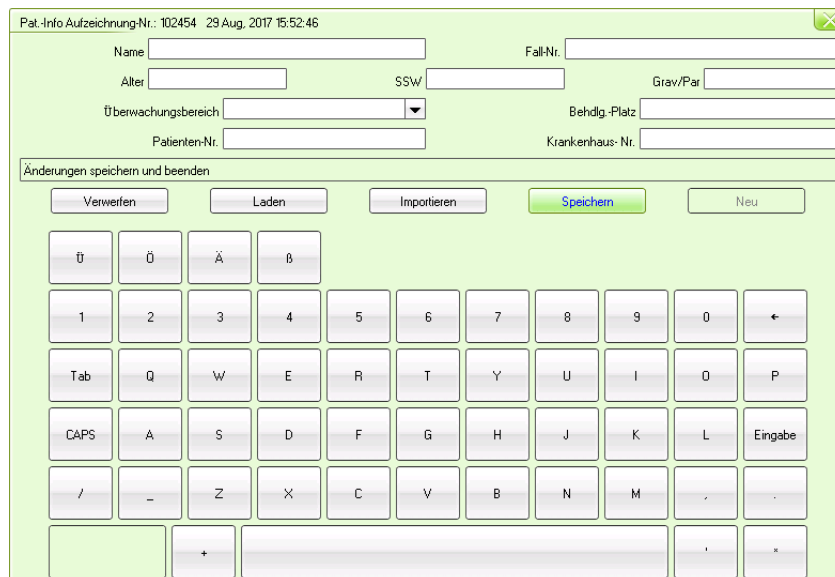 Pat.-Info Aufzeichnung-Nr.: 102454 29 Aug, 2017 15:52:46
Name Fall-Nr.
Alter SSW Grav/Par
Überwachungsbereich Behdlg.-Platz
Patienten-Nr. Krankenhaus- Nr.
Änderungen speichern und beenden
Verwerfen Laden Importieren Speichern Neu
Ü Ö Ä ß
1 2 3 4 5 6 7 8 9 0 ←
Tab Q W E R T Y U I O P
CAPS A S D F G H J K L Eingabe
/ _ Z X C V B N M , .
+ ' *